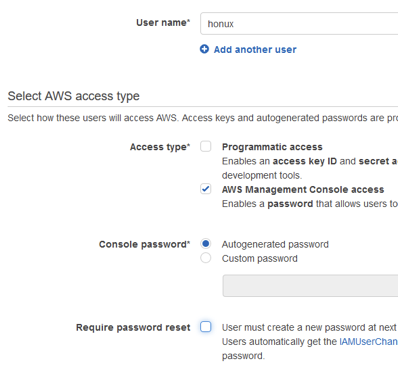 User name* honux
Add another user
Select AWS access type
Select how these users will access AWS. Access keys and autogenerated passwords are
Access type* Programmatic access
Enables an access key ID and secret
development tools.
AWS Management Console access
Enables a password that allows users to
Console password* Autogenerated password
Custom password
Require password reset User must create a new password at next
Users automatically get the
password.